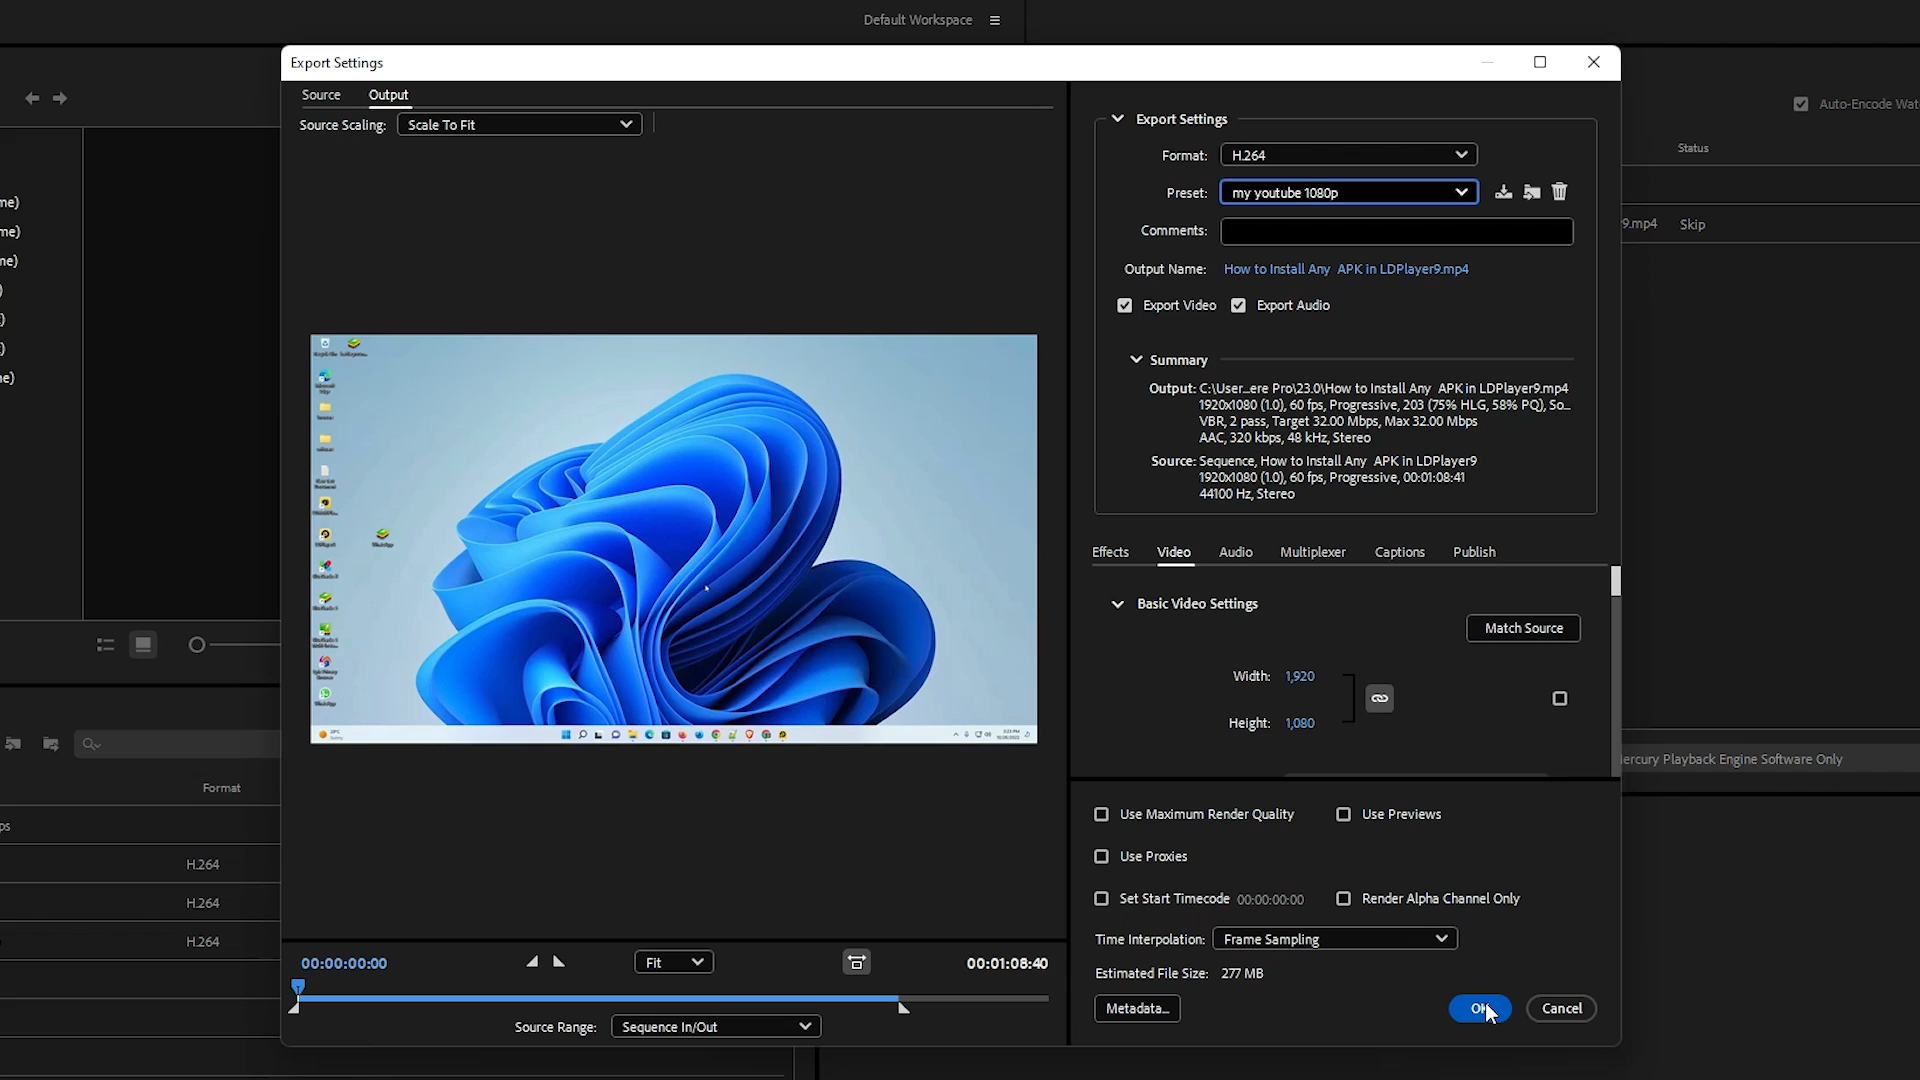 Default Workspace
Export Settings
Source Output
Source Scaling: Scale To Fit
Export Settings
Format: H.264
Preset: my youtube 1080p
Comments:
Output Name: How to Install Any  APK in LDPlayer9.mp4
Export Video Export Audio
Summary
Output: C:\User...ere Pro\23.0\How to Install Any  APK in LDPlayer9.mp4
1920x1080 (1.0), 60 fps, Progressive, 203 (75% HLG, 58% PQ), So...
VBR, 2 pass, Target 32.00 Mbps, Max 32.00 Mbps
AAC, 320 kbps, 48 kHz, Stereo
Source: Sequence, How to Install Any  APK in LDPlayer9
1920x1080 (1.0), 60 fps, Progressive, 00:01:08:41
44100 Hz, Stereo
Effects Video Audio Multiplexer Captions Publish
Basic Video Settings
Match Source
Width: 1,920
Height: 1,080
Use Maximum Render Quality Use Previews
Use Proxies
Set Start Timecode 00:00:00:00 Render Alpha Channel Only
Time Interpolation: Frame Sampling
Estimated File Size: 277 MB
Metadata... OK Cancel
00:00:00:00 Fit 00:01:08:40
Source Range: Sequence In/Out
me)
me)
me)
)
)
)
me)
Format
ps
H.264
H.264
H.264
Auto-Encode Wat
Status
9.mp4 Skip
ercury Playback Engine Software Only